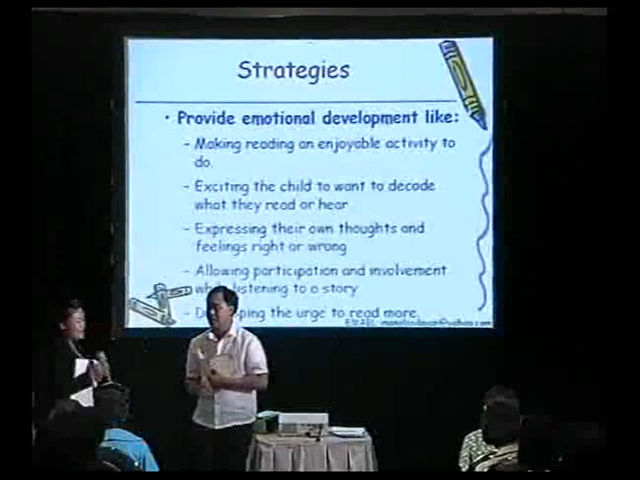 Strategies
• Provide emotional development like:
- Making reading an enjoyable activity to
do.
- Exciting the child to want to decode
what they read or hear
- Expressing their own thoughts and
feelings right or wrong
- Allowing participation and involvement
listening to a story
- the urge to read more.